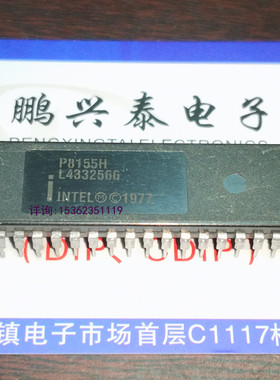 鹏兴泰电子
PENGXINGTAI ELECTRONICS
P8155H
L4332566
i
INTEL®©1977
详询:15362351179
(DIP CDIP)
镇电子市场首层C1117